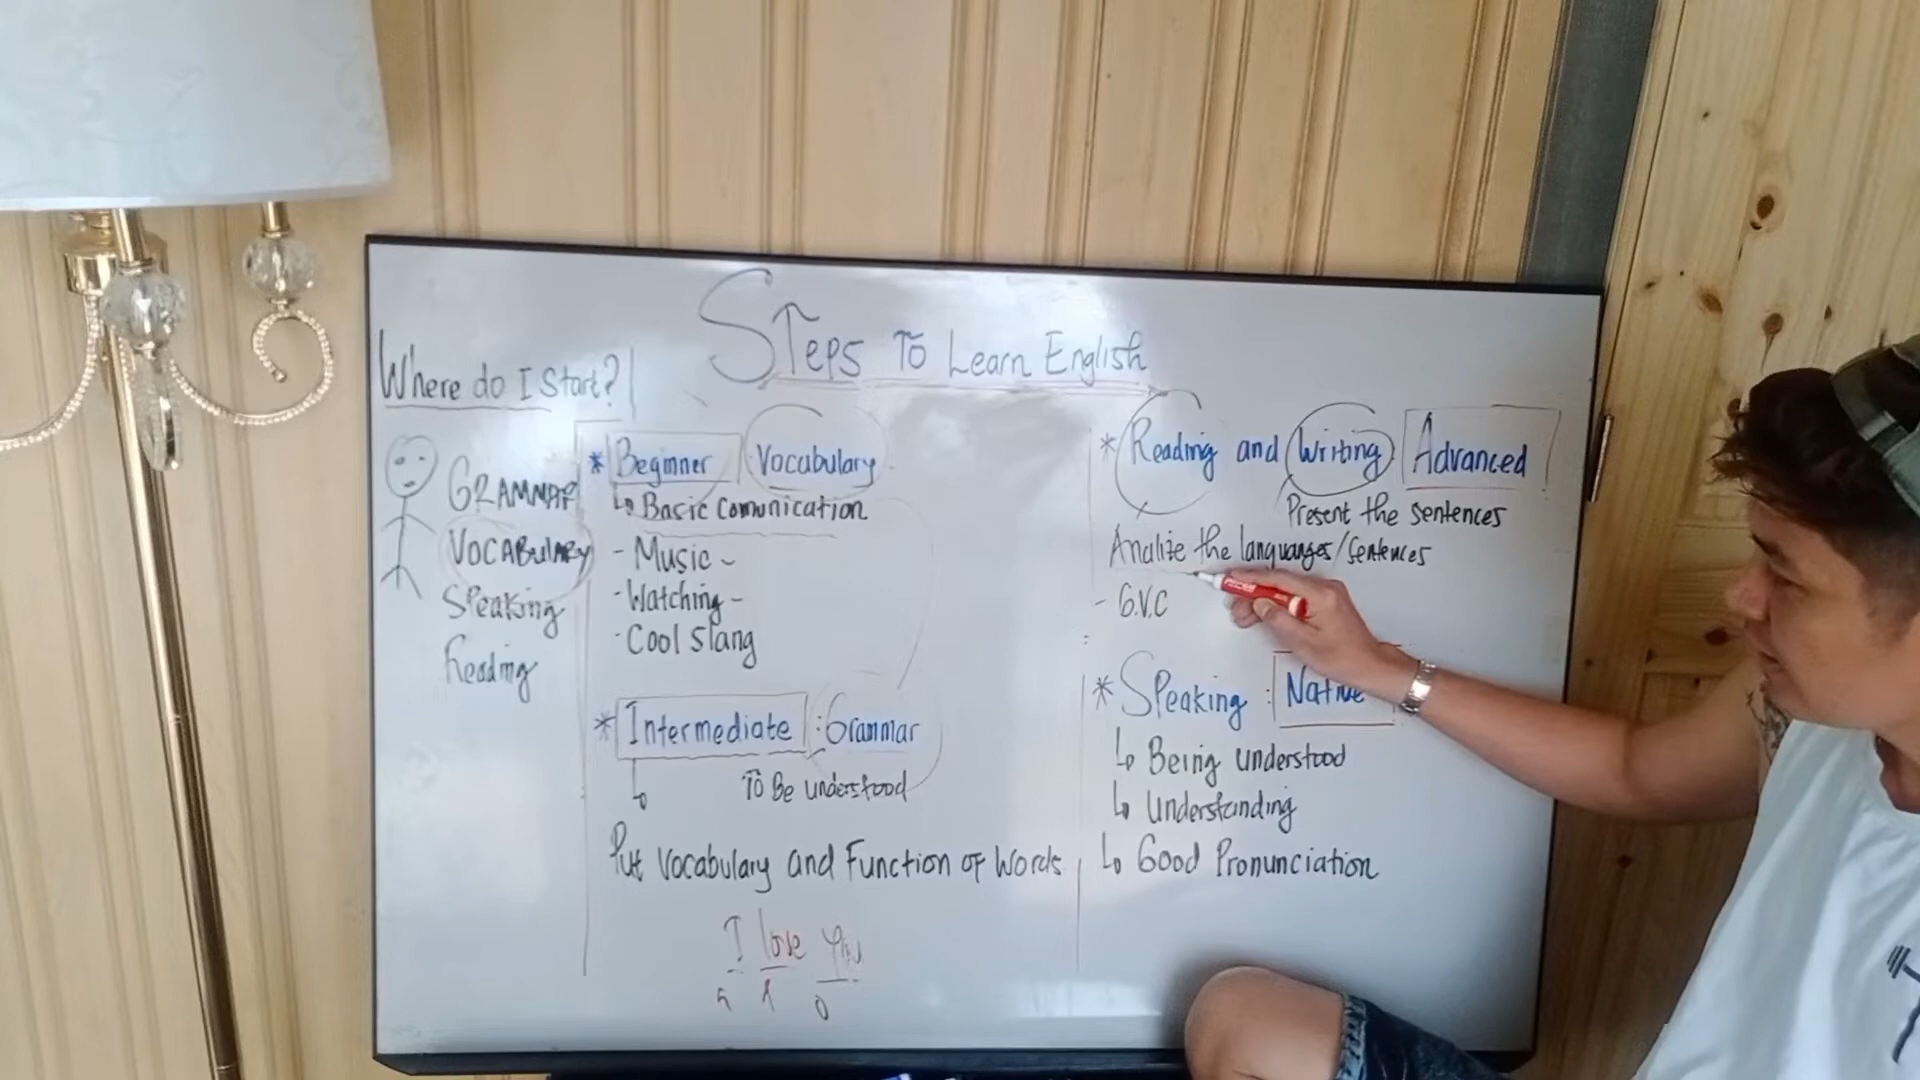 Steps To Learn English
Where do I start?
GRAMMAR
VOCABulARY
Speaking
Reading
* Beginner Vocabulary
↳ Basic Comunication
- Music -
- Watching -
- Cool slang
* Intermediate : Grammar
To Be understood
Put Vocabulary and Function of Words
I love you
* Reading and Writing Advanced
Present the sentences
Analize the languages/sentences
- G.V.C
* Speaking : Native
↳ Being understood
↳ Understanding
↳ Good Pronunciation